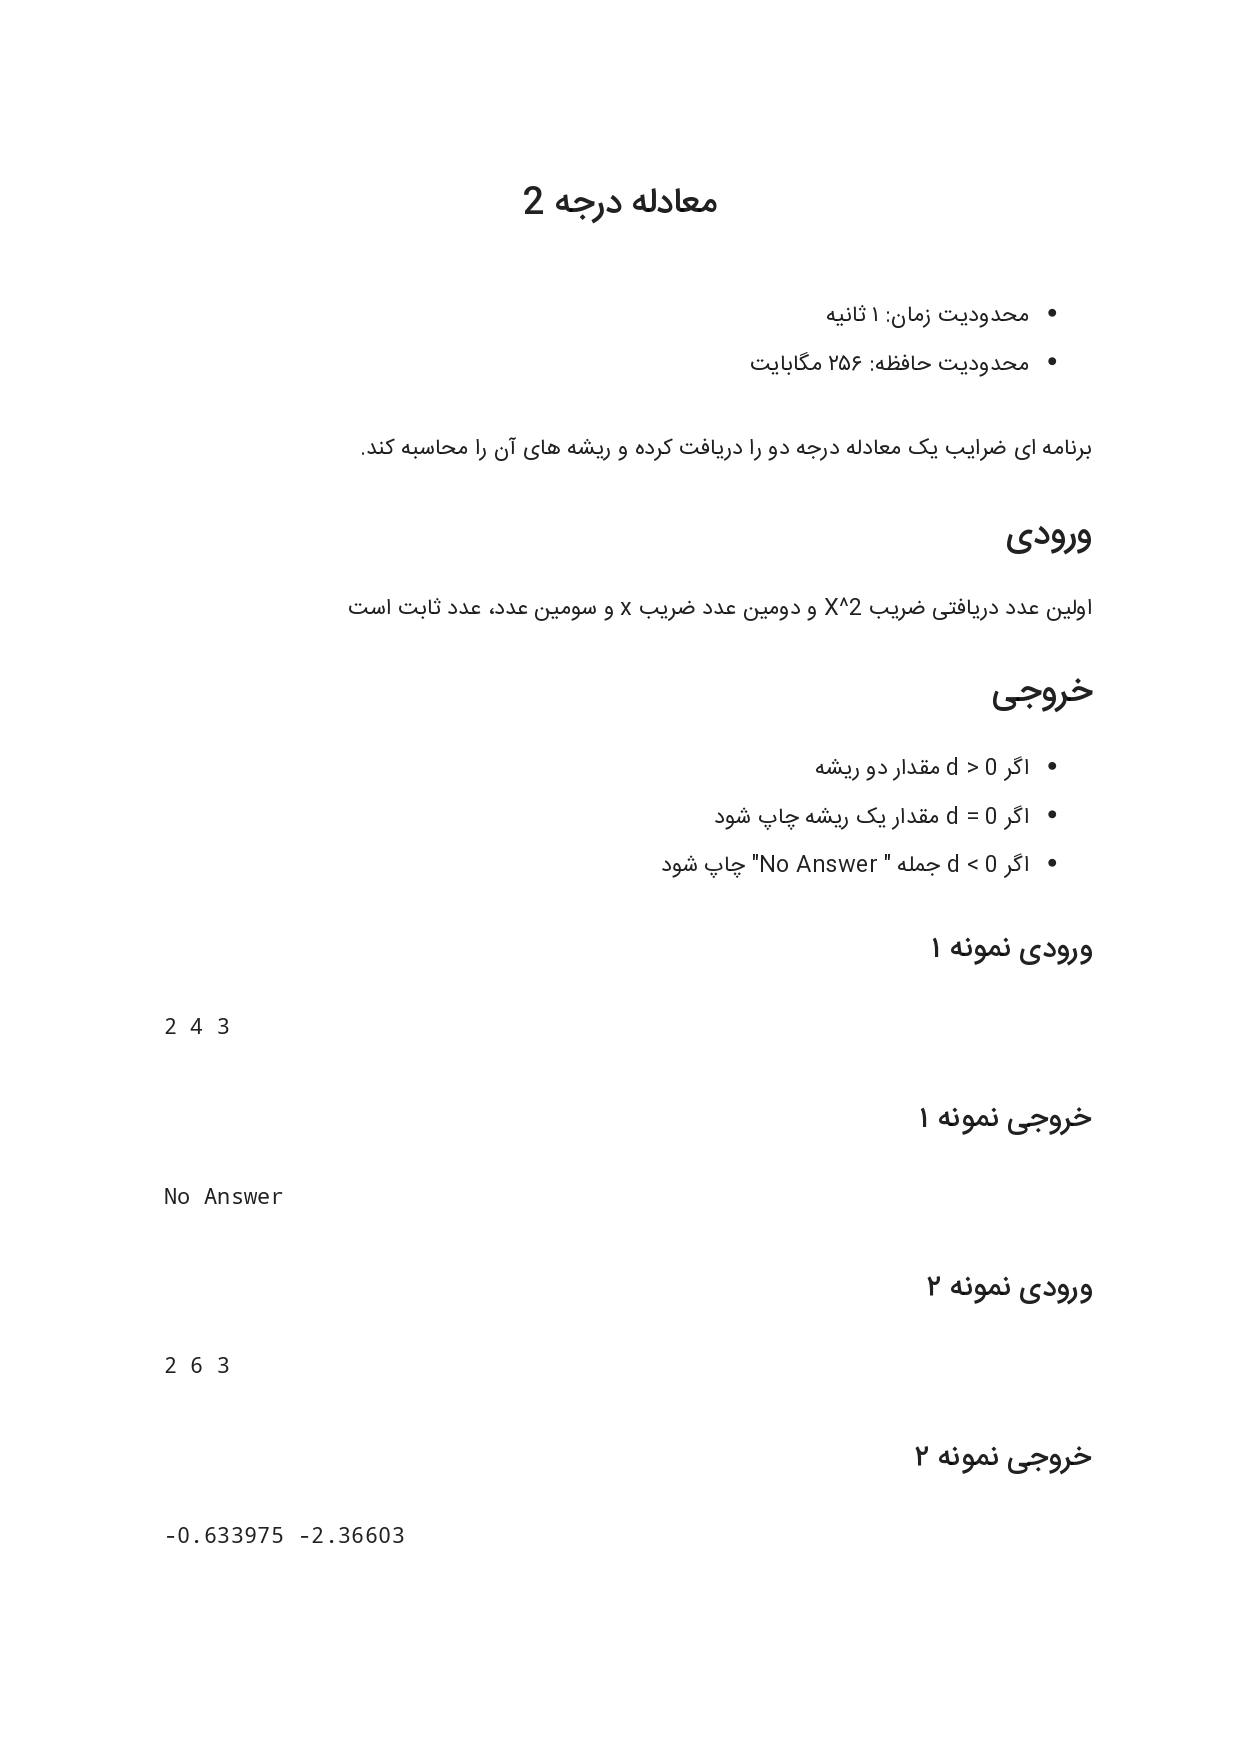 معادله درجه 2
محدودیت زمان: ۱ ثانیه
محدودیت حافظه: ۲۵۶ مگابایت
برنامه ای ضرایب یک معادله درجه دو را دریافت کرده و ریشه های آن را محاسبه کند.
ورودی
اولین عدد دریافتی ضریب X^2 و دومین عدد ضریب x و سومین عدد، عدد ثابت است
خروجی
اگر d > 0 مقدار دو ریشه
اگر d = 0 مقدار یک ریشه چاپ شود
اگر d < 0 جمله " No Answer" چاپ شود
ورودی نمونه ۱
2 4 3
خروجی نمونه ۱
No Answer
ورودی نمونه ۲
2 6 3
خروجی نمونه ۲
-0.633975 -2.36603